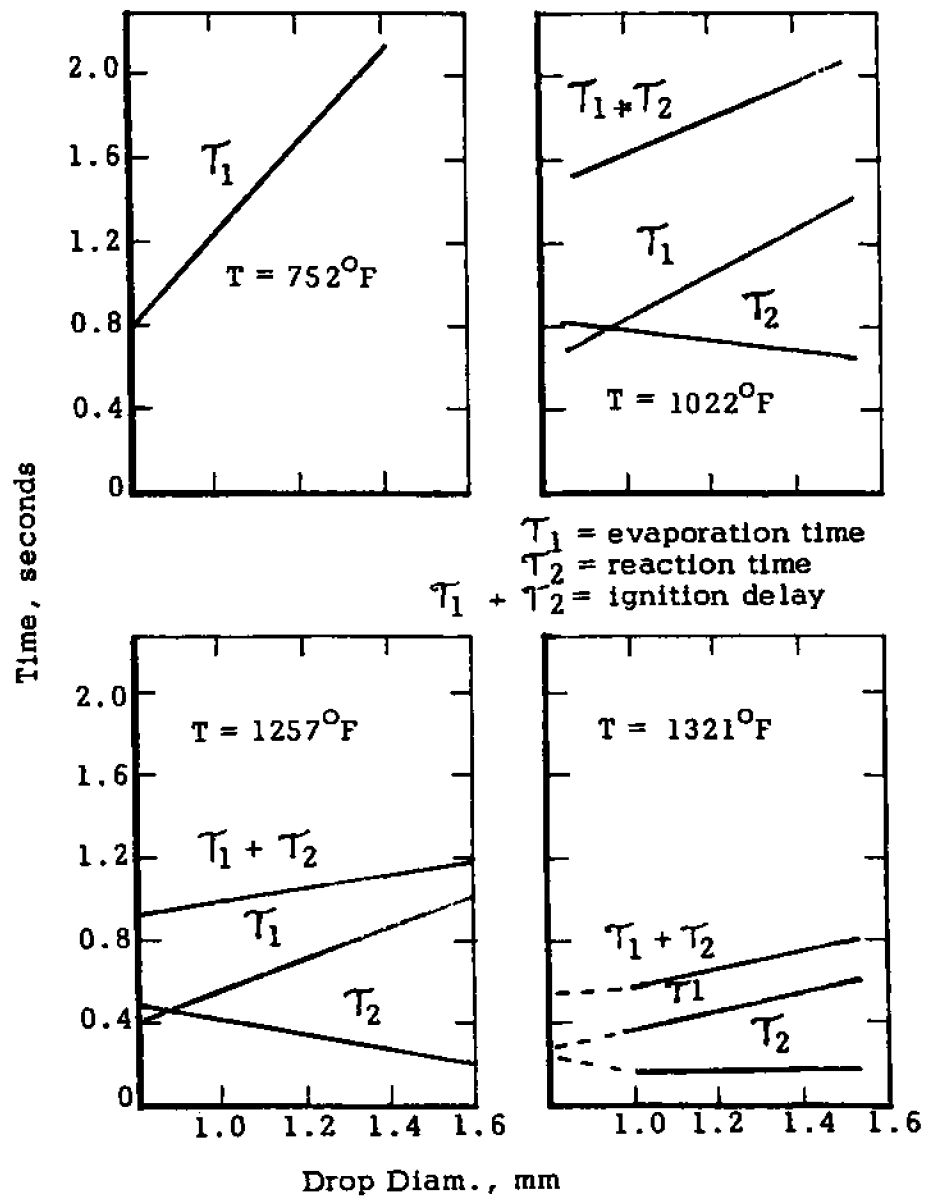 2.0
1.6
1.2
0.8
0.4
0
τ1
T = 752°F
τ1 + τ2
τ1
τ2
T = 1022°F
Time, seconds
τ1 = evaporation time
τ2 = reaction time
τ1 + τ2 = ignition delay
2.0
1.6
1.2
0.8
0.4
0
T = 1257°F
τ1 + τ2
τ1
τ2
1.0 1.2 1.4 1.6
T = 1321°F
τ1 + τ2
τ1
τ2
1.0 1.2 1.4 1.6
Drop Diam., mm